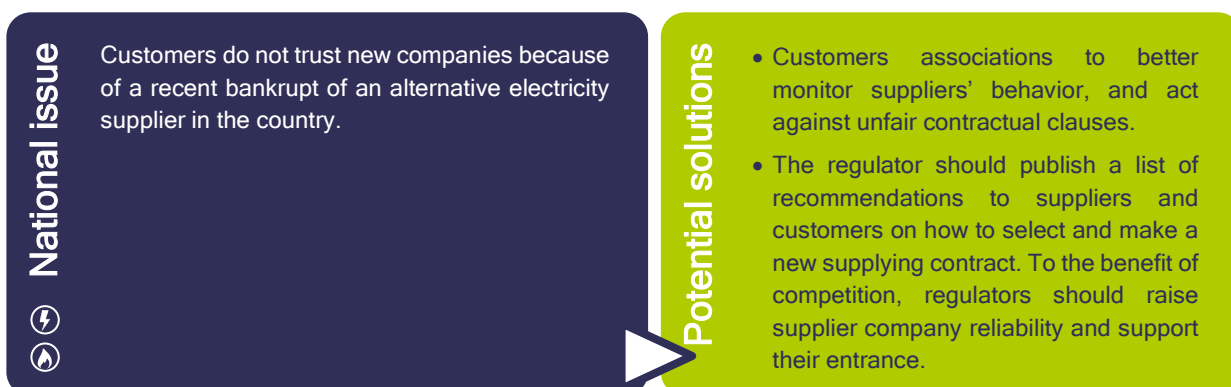 National issue
Customers do not trust new companies because
of a recent bankrupt of an alternative electricity
supplier in the country.
Potential solutions
• Customers associations to better
monitor suppliers’ behavior, and act
against unfair contractual clauses.
• The regulator should publish a list of
recommendations to suppliers and
customers on how to select and make a
new supplying contract. To the benefit of
competition, regulators should raise
supplier company reliability and support
their entrance.